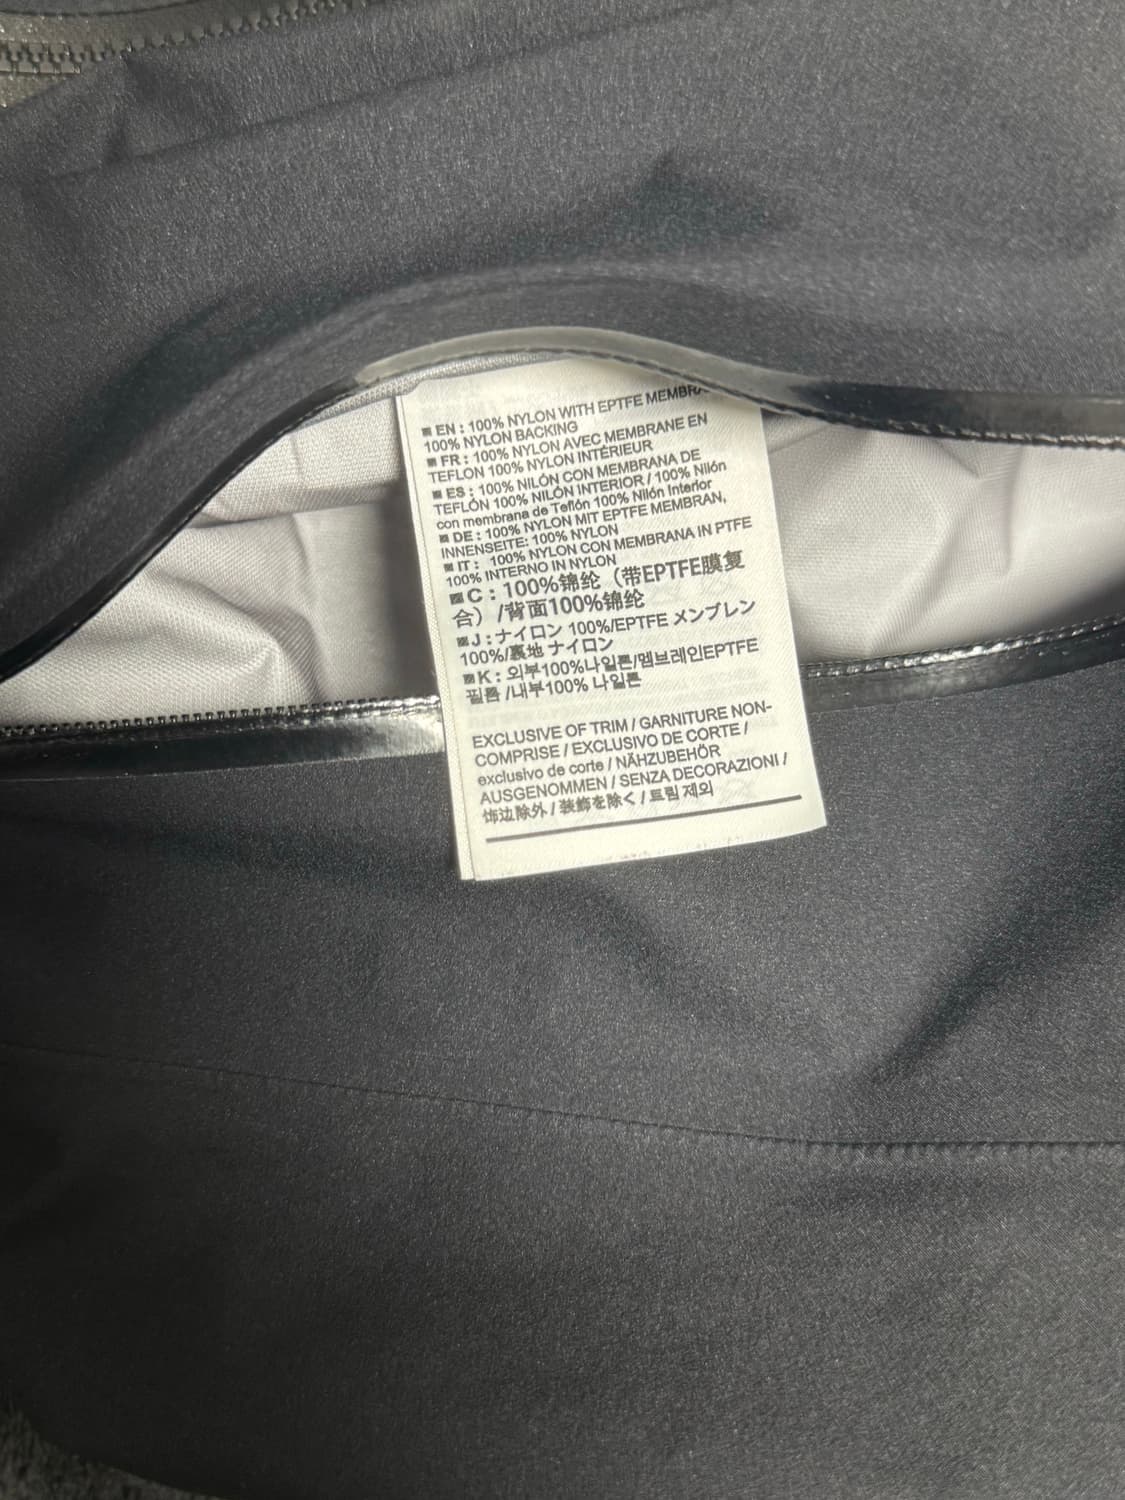 ■ EN : 100% NYLON WITH EPTFE
100% NYLON BACKING
■ FR : 100% NYLON AVEC MEMBRANE EN
TEFLON 100% NYLON INTÉRIEUR
■ ES : 100% NILÓN CON MEMBRANA DE
TEFLÓN 100% NILÓN INTERIOR / 100% Nilón
con membrana de Teflón 100% Nilón Interior
■ DE : 100% NYLON MIT EPTFE MEMBRAN,
INNENSEITE: 100% NYLON
■ IT : 100% NYLON CON MEMBRANA IN PTFE
100% INTERNO IN NYLON
■ C : 100%锦纶（带EPTFE膜复
合）/背面100%锦纶
■ J : ナイロン 100%/EPTFE メンブレン
100%/裏地 ナイロン
■ K : 외부100%나일론/멤브레인EPTFE
필름 /내부100% 나일론
EXCLUSIVE OF TRIM / GARNITURE NON-
COMPRISE / EXCLUSIVO DE CORTE /
exclusivo de corte / NÄHZUBEHÖR
AUSGENOMMEN / SENZA DECORAZIONI /
饰边除外 / 装飾を除く / 트림 제외